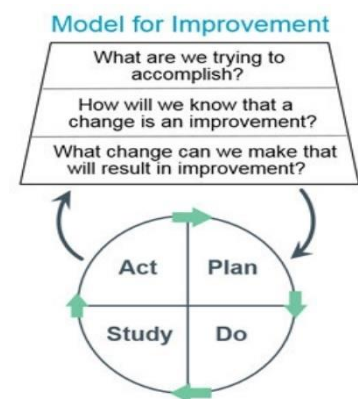 Model for Improvement
What are we trying to
accomplish?
How will we know that a
change is an improvement?
What change can we make that
will result in improvement?
Act
Plan
Study
Do